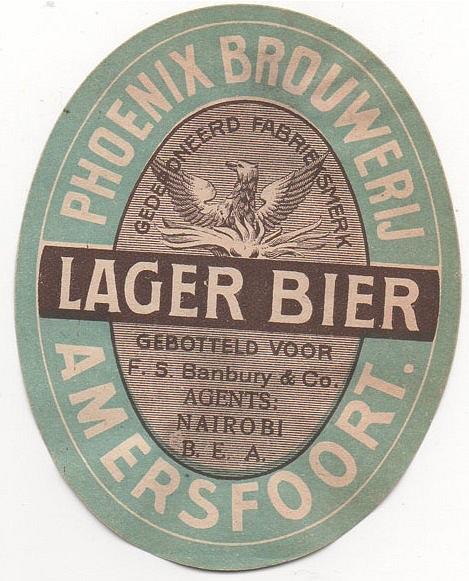 PHOENIX BROUWERIJ
GEDEPONEERD FABRIEKSMERK
LAGER BIER
GEBOTTELD VOOR
F. S. Banbury & Co.
AGENTS;
NAIROBI
B. E. A.
AMERSFOORT.